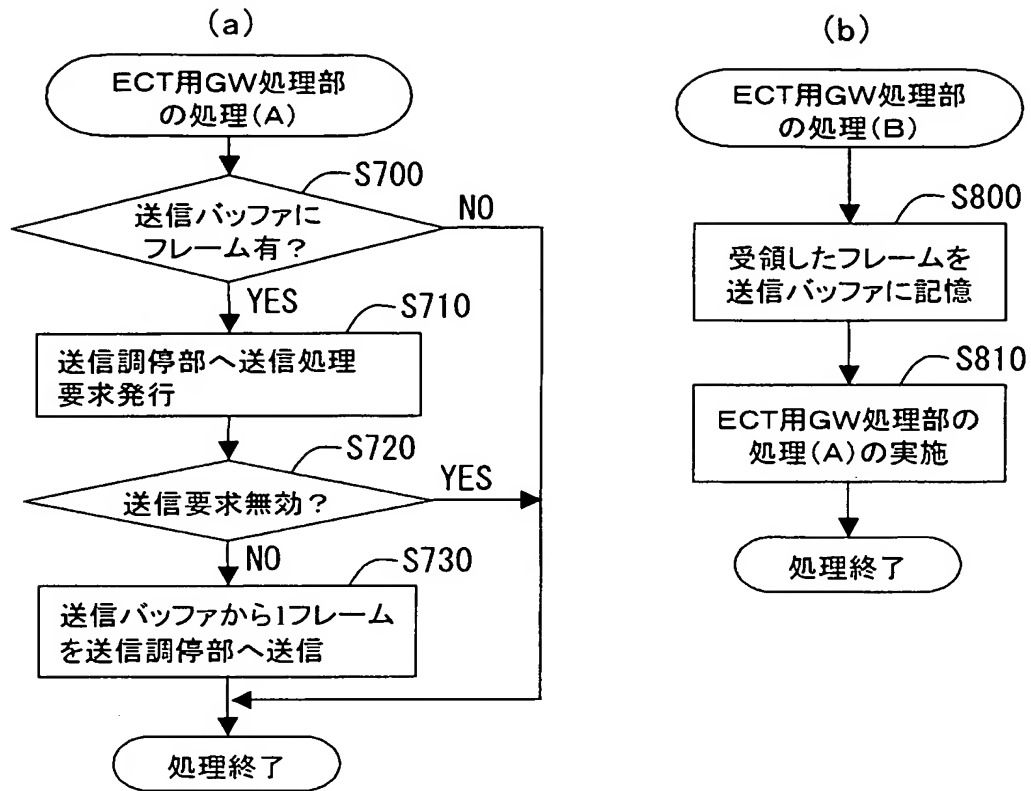 (a)
ECT用GW処理部
の処理(A)
S700
送信バッファに
フレーム有？
NO
YES
S710
送信調停部へ送信処理
要求発行
S720
送信要求無効？
YES
NO
S730
送信バッファから1フレーム
を送信調停部へ送信
処理終了
(b)
ECT用GW処理部
の処理(B)
S800
受領したフレームを
送信バッファに記憶
S810
ECT用GW処理部の
処理(A)の実施
処理終了